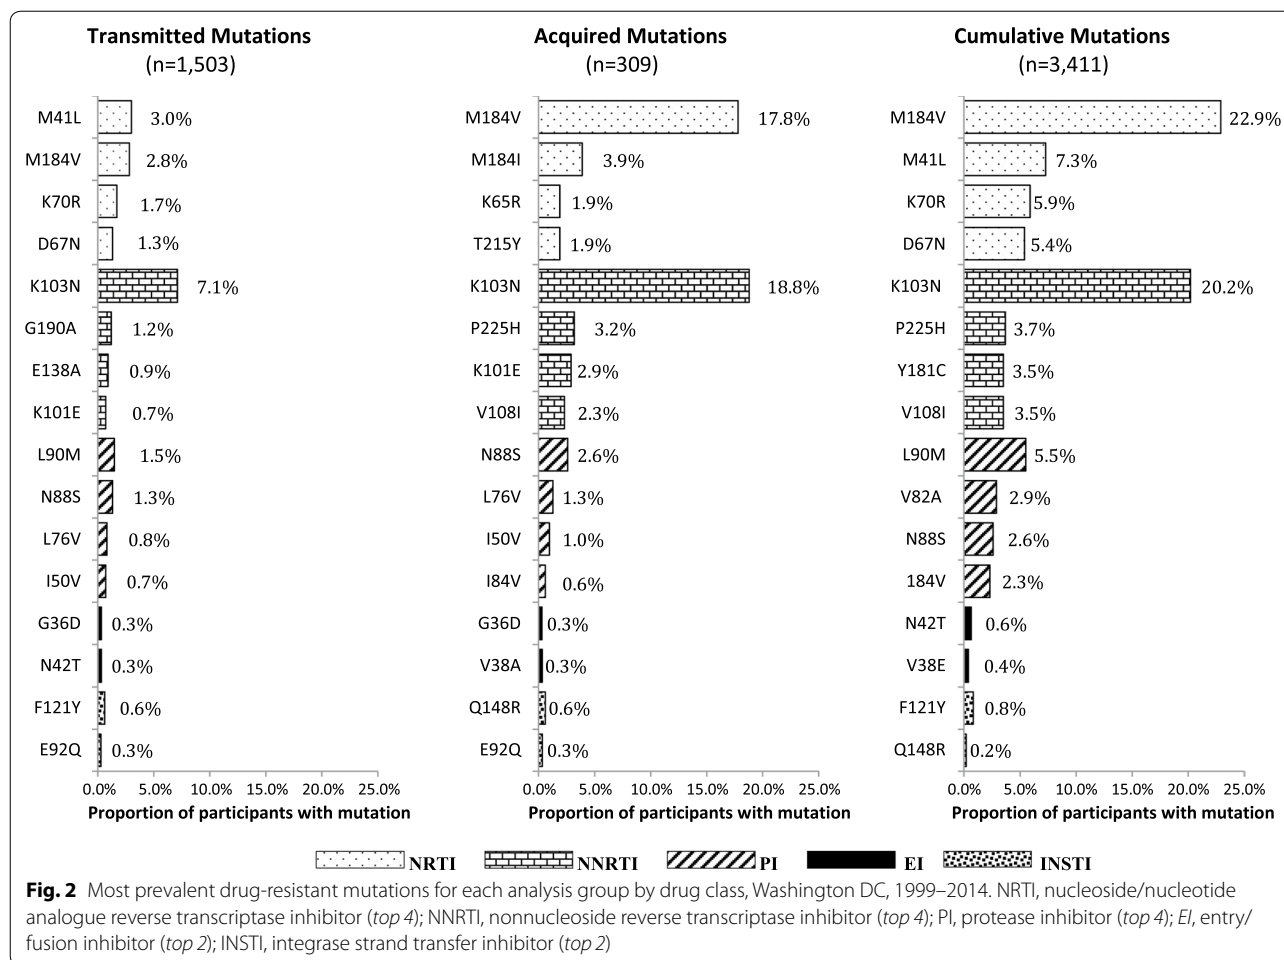 Transmitted Mutations
(n=1,503)
M41L 3.0%
M184V 2.8%
K70R 1.7%
D67N 1.3%
K103N 7.1%
G190A 1.2%
E138A 0.9%
K101E 0.7%
L90M 1.5%
N88S 1.3%
L76V 0.8%
I50V 0.7%
G36D 0.3%
N42T 0.3%
F121Y 0.6%
E92Q 0.3%
0.0% 5.0% 10.0% 15.0% 20.0% 25.0%
Proportion of participants with mutation
Acquired Mutations
(n=309)
M184V 17.8%
M184I 3.9%
K65R 1.9%
T215Y 1.9%
K103N 18.8%
P225H 3.2%
K101E 2.9%
V108I 2.3%
N88S 2.6%
L76V 1.3%
I50V 1.0%
I84V 0.6%
G36D 0.3%
V38A 0.3%
Q148R 0.6%
E92Q 0.3%
0.0% 5.0% 10.0% 15.0% 20.0% 25.0%
Proportion of participants with mutation
Cumulative Mutations
(n=3,411)
M184V 22.9%
M41L 7.3%
K70R 5.9%
D67N 5.4%
K103N 20.2%
P225H 3.7%
Y181C 3.5%
V108I 3.5%
L90M 5.5%
V82A 2.9%
N88S 2.6%
184V 2.3%
N42T 0.6%
V38E 0.4%
F121Y 0.8%
Q148R 0.2%
0.0% 5.0% 10.0% 15.0% 20.0% 25.0%
Proportion of participants with mutation
NRTI NNRTI PI EI INSTI
Fig. 2 Most prevalent drug-resistant mutations for each analysis group by drug class, Washington DC, 1999–2014. NRTI, nucleoside/nucleotide
analogue reverse transcriptase inhibitor (top 4); NNRTI, nonnucleoside reverse transcriptase inhibitor (top 4); PI, protease inhibitor (top 4); EI, entry/
fusion inhibitor (top 2); INSTI, integrase strand transfer inhibitor (top 2)